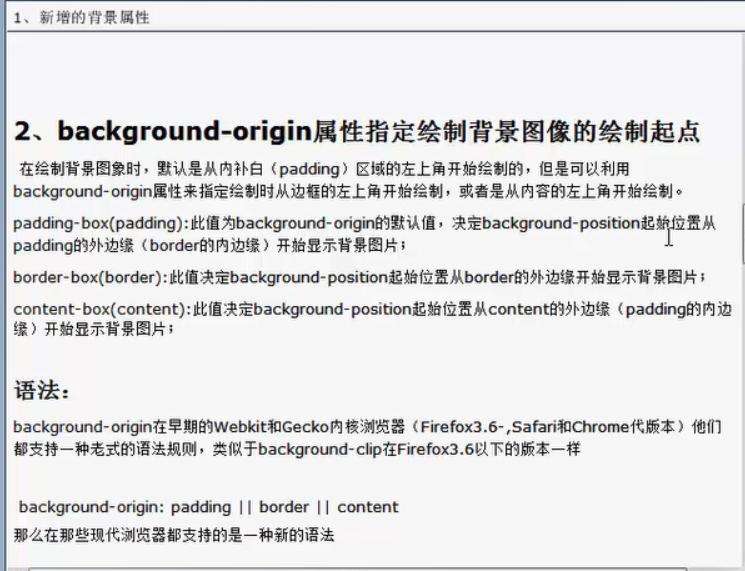 1、新增的背景属性
2、background-origin属性指定绘制背景图像的绘制起点
在绘制背景图象时，默认是从内补白（padding）区域的左上角开始绘制的，但是可以利用
background-origin属性来指定绘制时从边框的左上角开始绘制，或者是从内容的左上角开始绘制。
padding-box(padding):此值为background-origin的默认值，决定background-position起始位置从
padding的外边缘（border的内边缘）开始显示背景图片；
border-box(border):此值决定background-position起始位置从border的外边缘开始显示背景图片；
content-box(content):此值决定background-position起始位置从content的外边缘（padding的内边
缘）开始显示背景图片；
语法：
background-origin在早期的Webkit和Gecko内核浏览器（Firefox3.6-,Safari和Chrome代版本）他们
都支持一种老式的语法规则，类似于background-clip在Firefox3.6以下的版本一样
background-origin: padding || border || content
那么在那些现代浏览器都支持的是一种新的语法